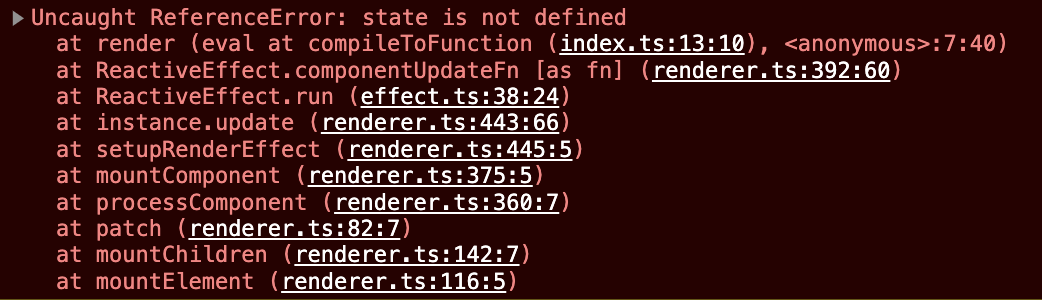 Uncaught ReferenceError: state is not defined
at render (eval at compileToFunction (index.ts:13:10), <anonymous>:7:40)
at ReactiveEffect.componentUpdateFn [as fn] (renderer.ts:392:60)
at ReactiveEffect.run (effect.ts:38:24)
at instance.update (renderer.ts:443:66)
at setupRenderEffect (renderer.ts:445:5)
at mountComponent (renderer.ts:375:5)
at processComponent (renderer.ts:360:7)
at patch (renderer.ts:82:7)
at mountChildren (renderer.ts:142:7)
at mountElement (renderer.ts:116:5)